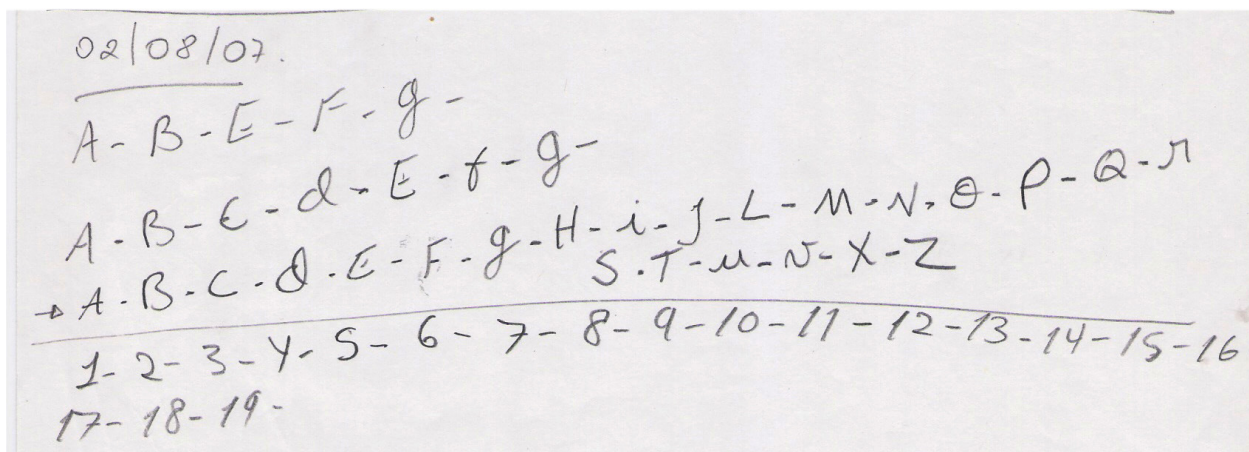 02/08/07.
A - B - E - F - g -
A - B - C - d - E - f - g -
→ A - B - C - d - E - F - g - H - i - J - L - M - N - O - P - Q - r
S - T - u - v - X - Z
1 - 2 - 3 - 4 - 5 - 6 - 7 - 8 - 9 - 10 - 11 - 12 - 13 - 14 - 15 - 16
17 - 18 - 19 -